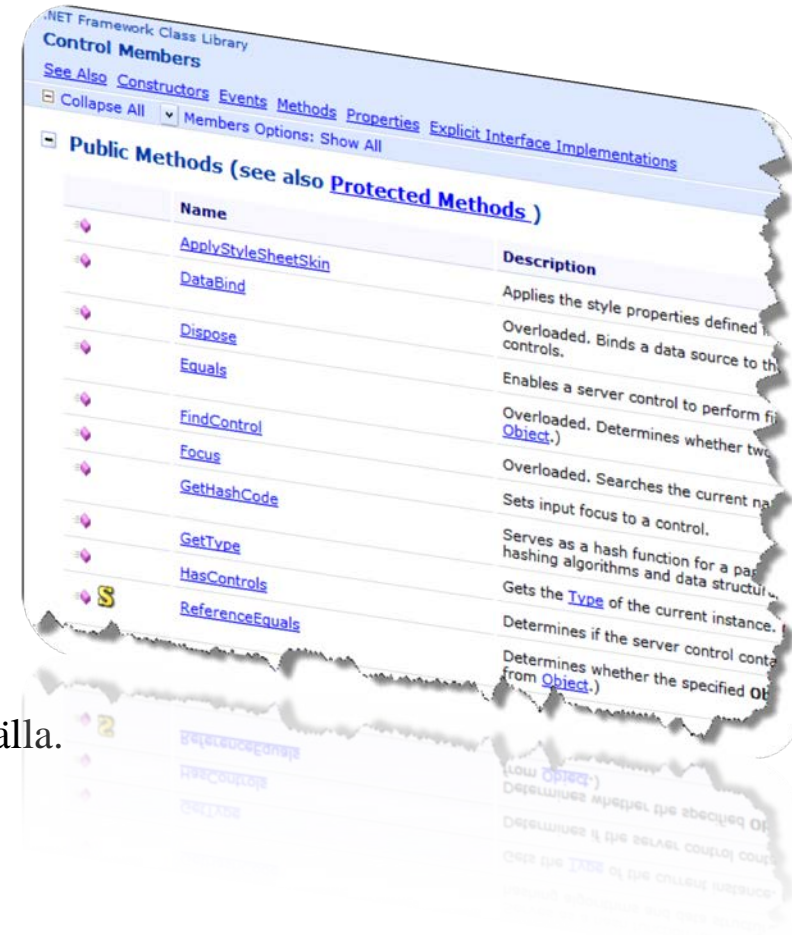 .NET Framework Class Library
Control Members
See Also Constructors Events Methods Properties Explicit Interface Implementations
Collapse All Members Options: Show All
Public Methods (see also Protected Methods )
Name Description
ApplyStyleSheetSkin Applies the style properties defined
DataBind Overloaded. Binds a data source to th
controls.
Dispose Enables a server control to perform fi
Equals Overloaded. Determines whether two
Object.)
FindControl Overloaded. Searches the current na
Focus Sets input focus to a control.
GetHashCode Serves as a hash function for a pa
hashing algorithms and data structu
GetType Gets the Type of the current instance.
HasControls Determines if the server control conta
S ReferenceEquals Determines whether the specified Ob
from Object.)
älla.